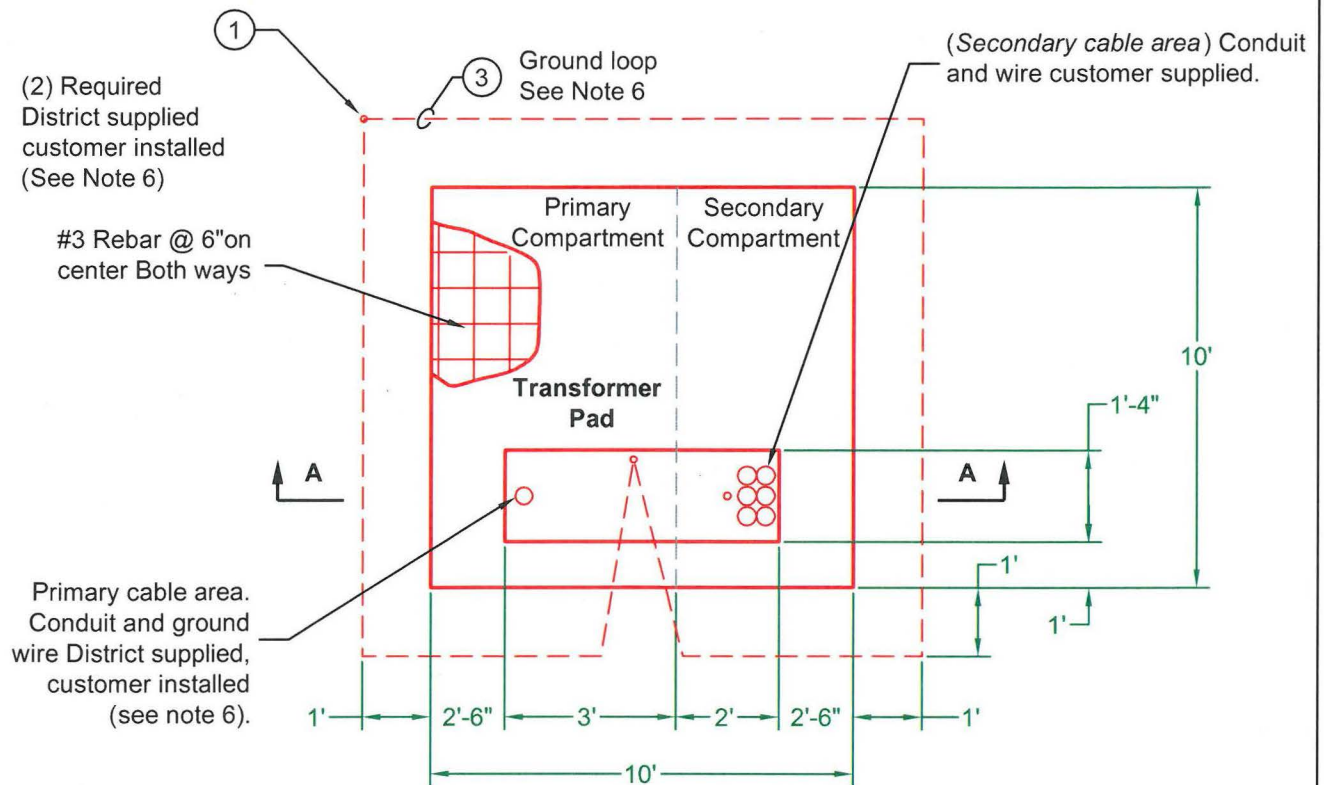 1
(2) Required
District supplied
customer installed
(See Note 6)
3
Ground loop
See Note 6
(Secondary cable area) Conduit
and wire customer supplied.
#3 Rebar @ 6"on
center Both ways
Primary
Compartment
Secondary
Compartment
Transformer
Pad
10'
1'-4"
A
A
Primary cable area.
Conduit and ground
wire District supplied,
customer installed
(see note 6).
1'
1'
1'
2'-6"
3'
2'
2'-6"
1'
10'